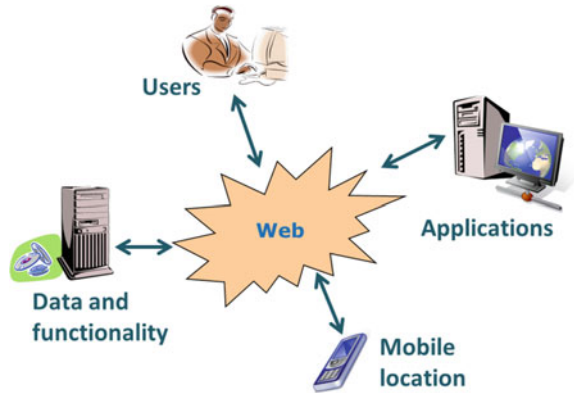 Users
Web
Applications
Data and
functionality
Mobile
location